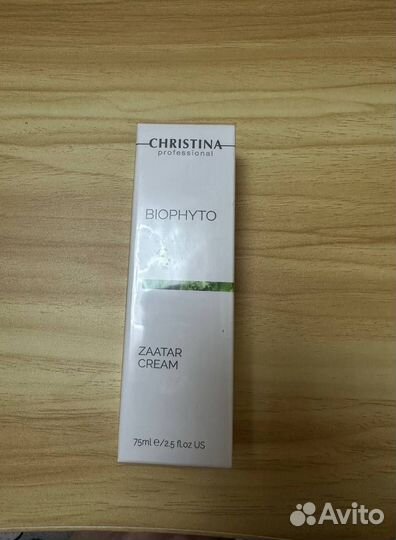 CHRISTINA
professional
BIOPHYTO
ZAATAR
CREAM
75ml e/2.5 fl.oz US
Avito